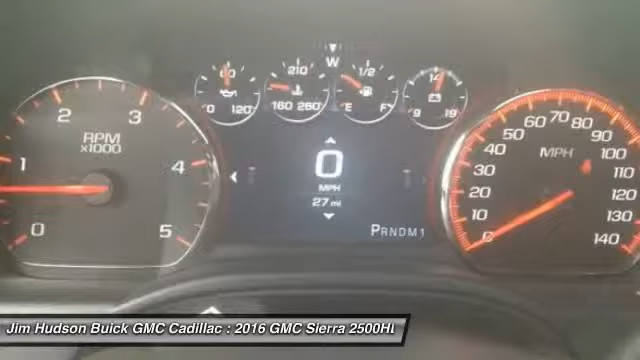 W
60
0 120
210
160 260
1/2
E F
14
9 19
RPM
x1000
0 1 2 3 4 5
0
MPH
27 mi
PRNDM1
MPH
0 10 20 30 40 50 60 70 80 90 100 110 120 130 140
Jim Hudson Buick GMC Cadillac : 2016 GMC Sierra 2500HD